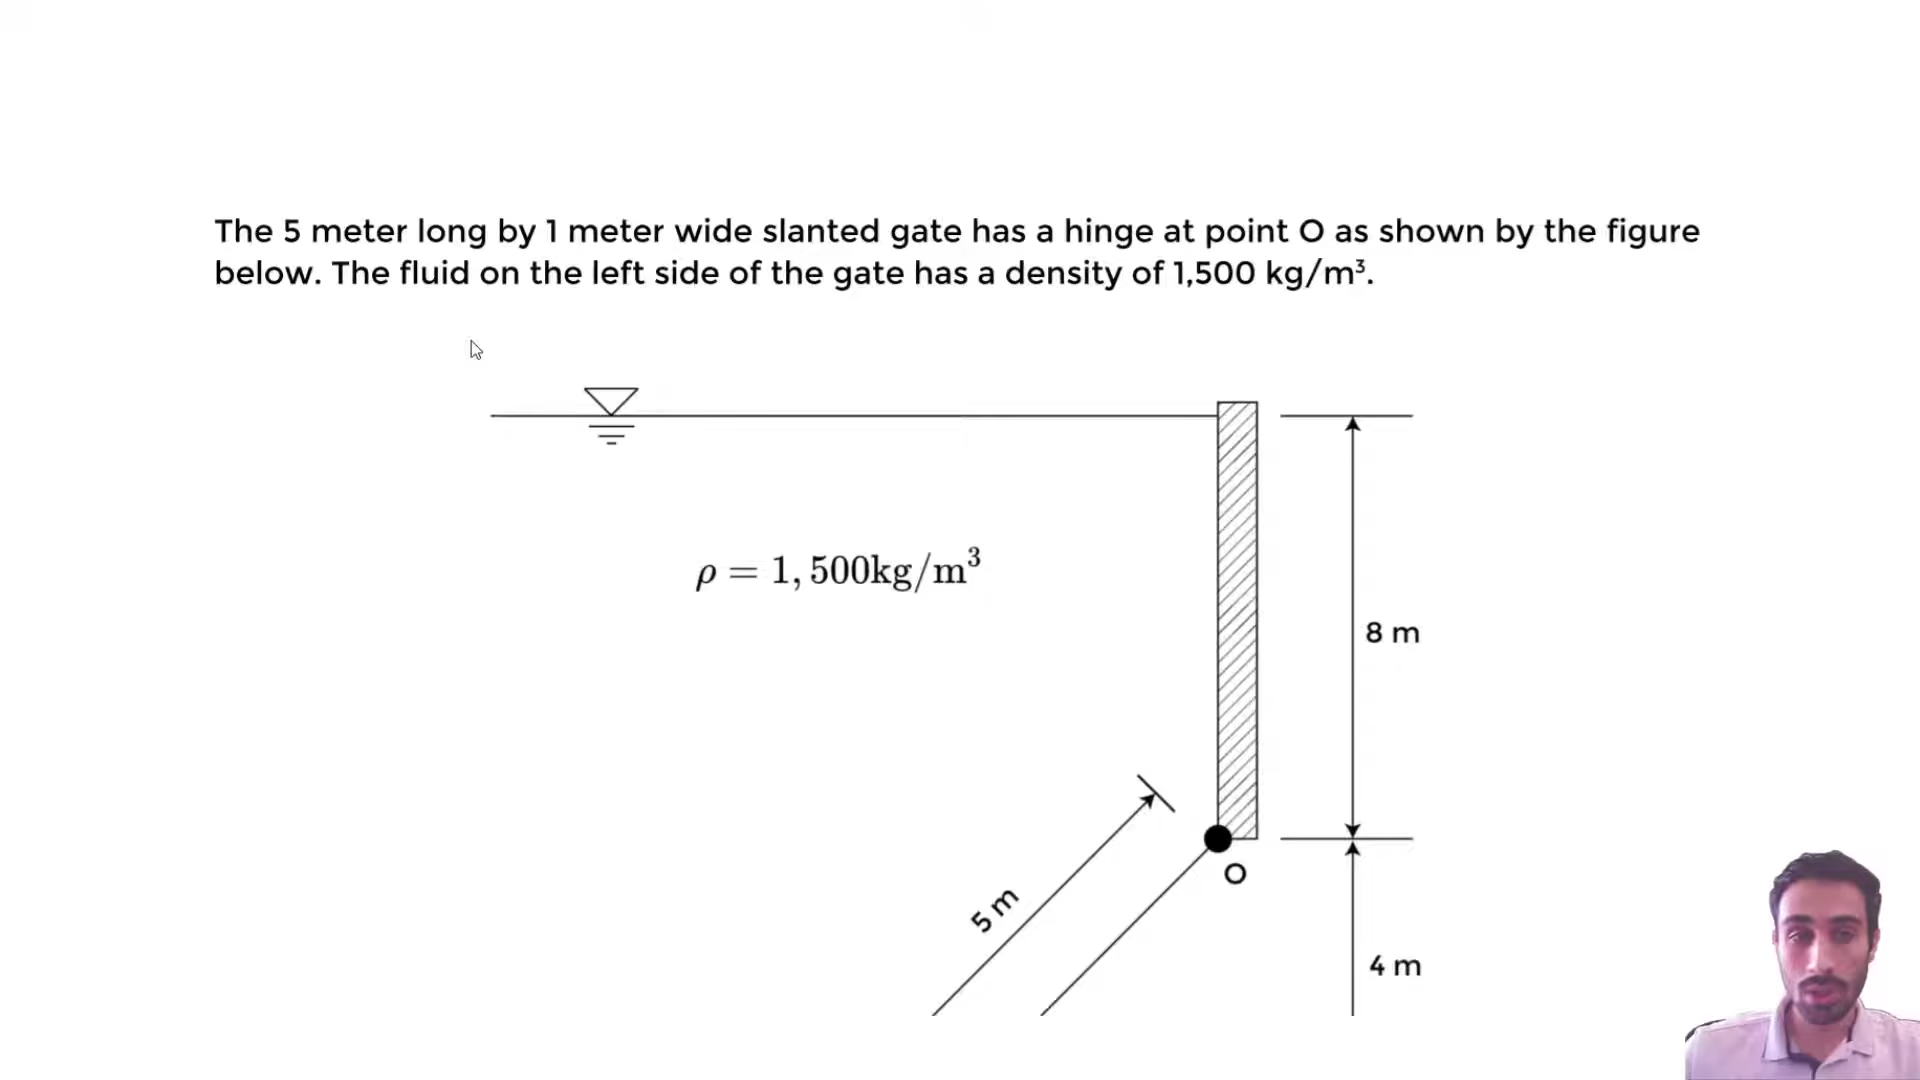 The 5 meter long by 1 meter wide slanted gate has a hinge at point O as shown by the figure
below. The fluid on the left side of the gate has a density of 1,500 kg/m³.
ρ = 1, 500kg/m³
8 m
O
5 m
4 m